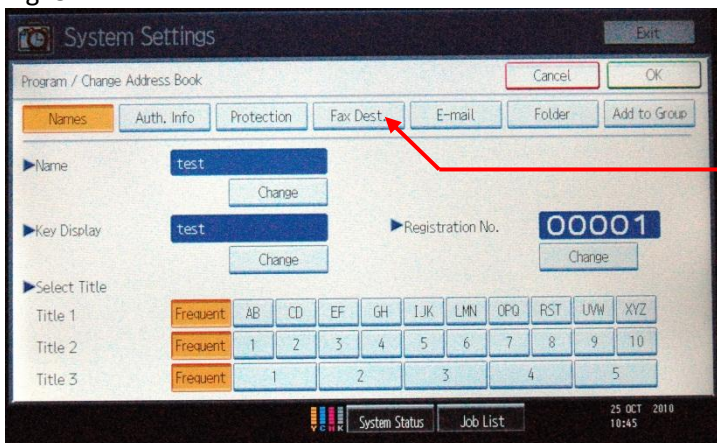 System Settings
Exit
Program / Change Address Book
Cancel
OK
Names
Auth. Info
Protection
Fax Dest.
E-mail
Folder
Add to Group
►Name
test
Change
►Key Display
test
►Registration No.
00001
Change
Change
►Select Title
Title 1
Frequent
AB
CD
EF
GH
IJK
LMN
OPQ
RST
UVW
XYZ
Title 2
Frequent
1
2
3
4
5
6
7
8
9
10
Title 3
Frequent
1
2
3
4
5
Y C M K
System Status
Job List
25 OCT 2010
10:45